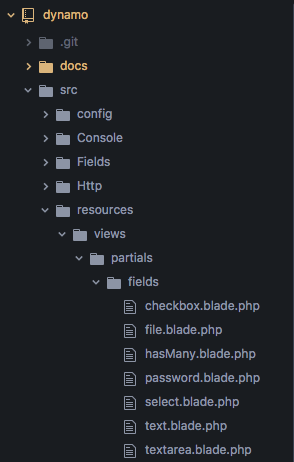 dynamo
.git
docs
src
config
Console
Fields
Http
resources
views
partials
fields
checkbox.blade.php
file.blade.php
hasMany.blade.php
password.blade.php
select.blade.php
text.blade.php
textarea.blade.php